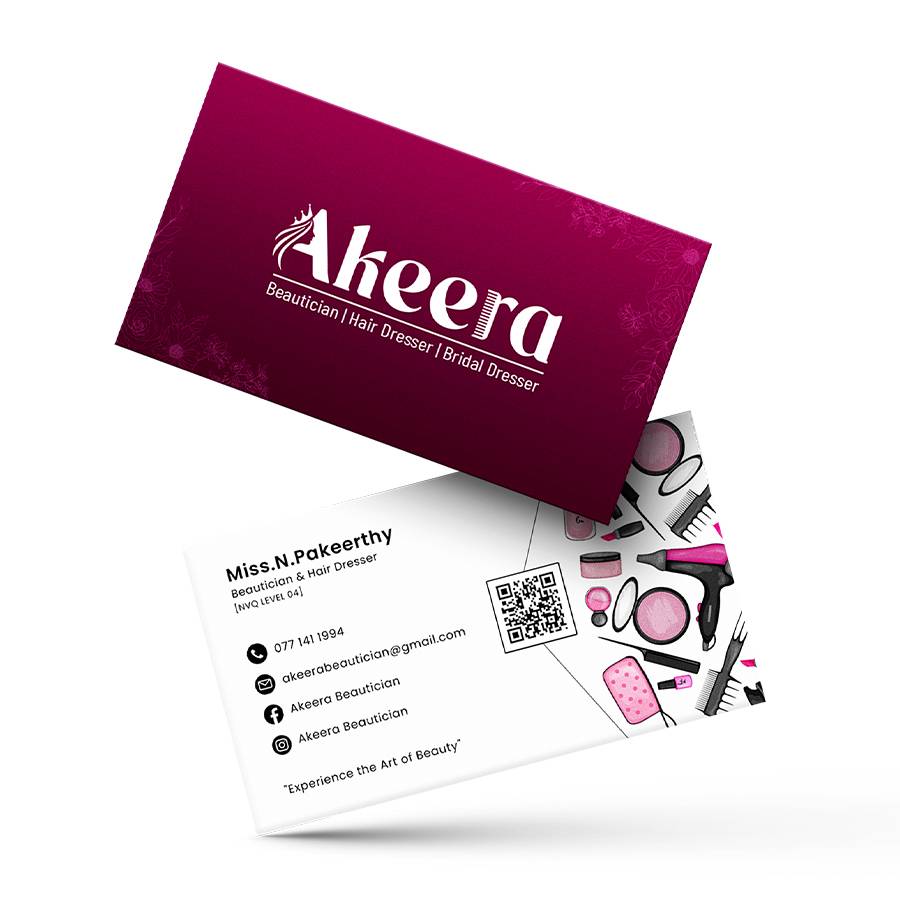 Akeera
Beautician | Hair Dresser | Bridal Dresser
Miss.N.Pakeerthy
Beautician & Hair Dresser
[NVQ LEVEL 04]
077 141 1994
akeerabeautician@gmail.com
Akeera Beautician
Akeera Beautician
"Experience the Art of Beauty"